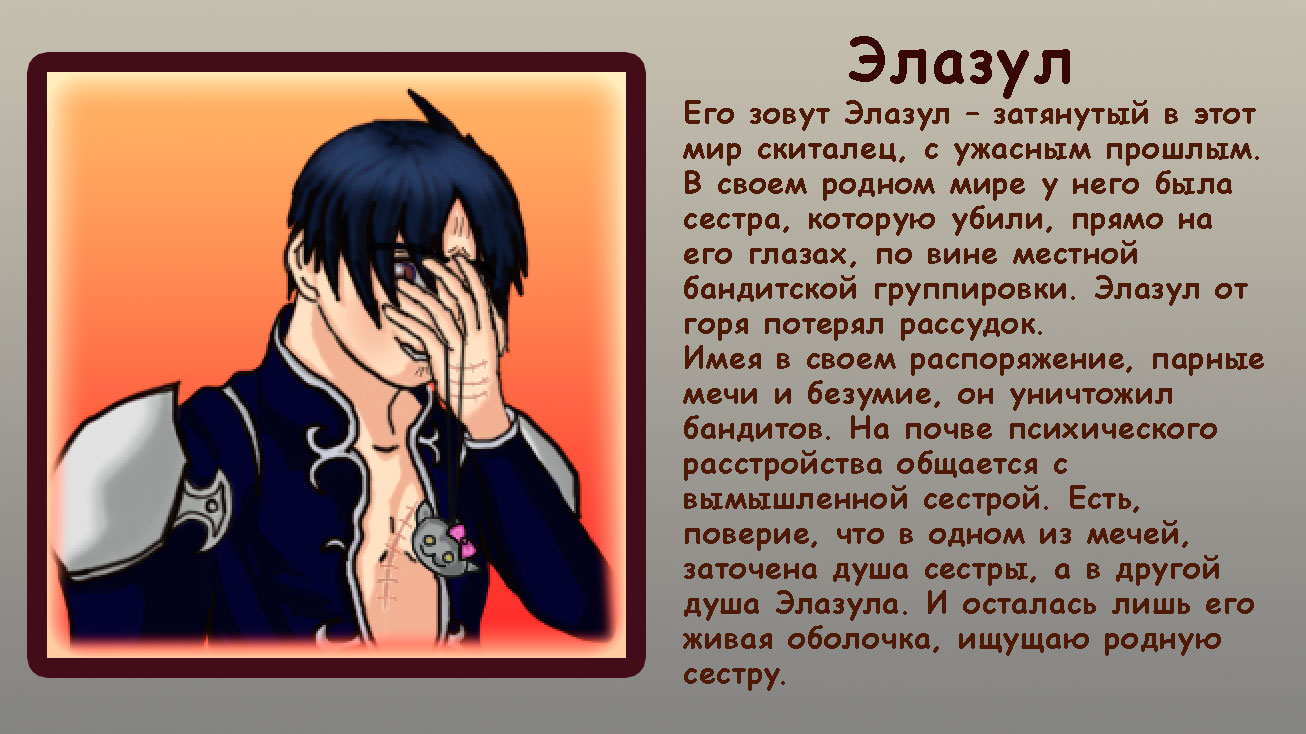 Элазул
Его зовут Элазул – затянутый в этот
мир скиталец, с ужасным прошлым.
В своем родном мире у него была
сестра, которую убили, прямо на
его глазах, по вине местной
бандитской группировки. Элазул от
горя потерял рассудок.
Имея в своем распоряжение, парные
мечи и безумие, он уничтожил
бандитов. На почве психического
расстройства общается с
вымышленной сестрой. Есть,
поверие, что в одном из мечей,
заточена душа сестры, а в другой
душа Элазула. И осталась лишь его
живая оболочка, ищущаю родную
сестру.